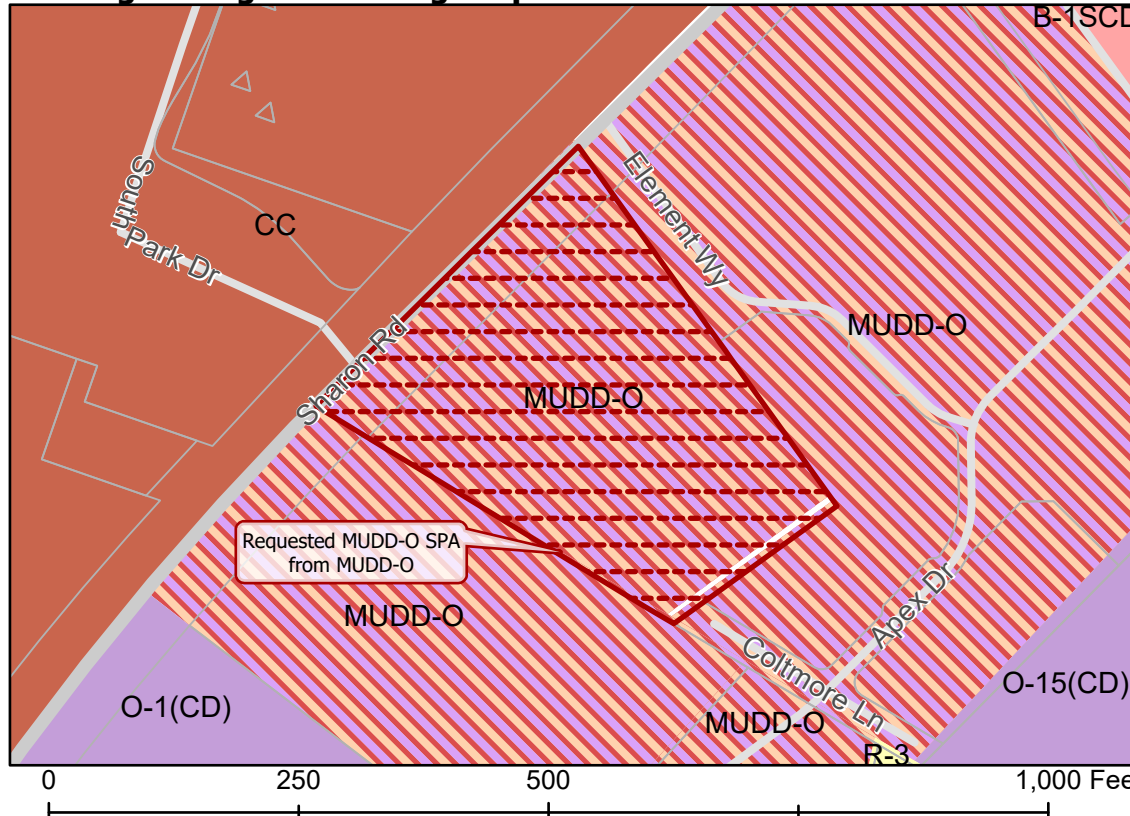 B-1SCD
South
Park Dr
CC
Element Wy
MUDD-O
Sharon Rd
MUDD-O
Requested MUDD-O SPA
from MUDD-O
MUDD-O
Apex Dr
Coltmore Ln
O-15(CD)
O-1(CD)
MUDD-O
R-3
0 250 500 1,000 Fee